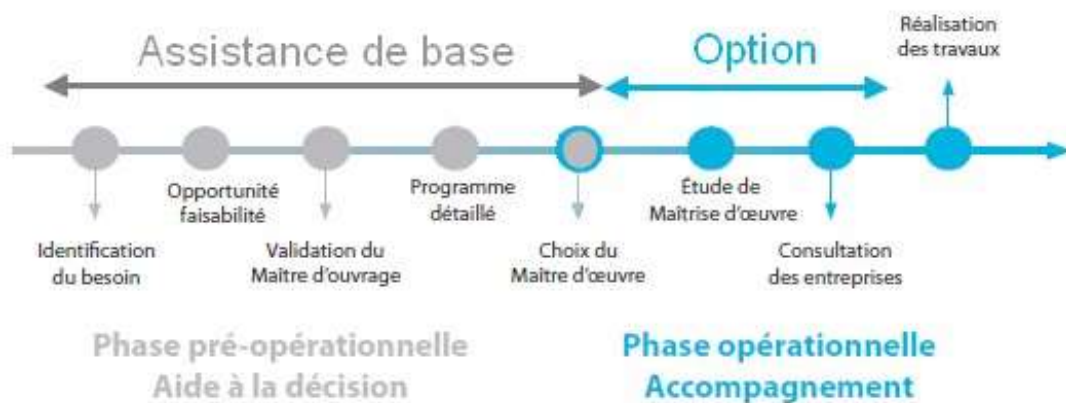 Assistance de base
Option
Réalisation
des travaux
Opportunité
faisabilité
Programme
détaillé
Étude de
Maîtrise d'œuvre
Identification
du besoin
Validation du
Maître d'ouvrage
Choix du
Maître d'œuvre
Consultation
des entreprises
Phase pré-opérationnelle
Aide à la décision
Phase opérationnelle
Accompagnement